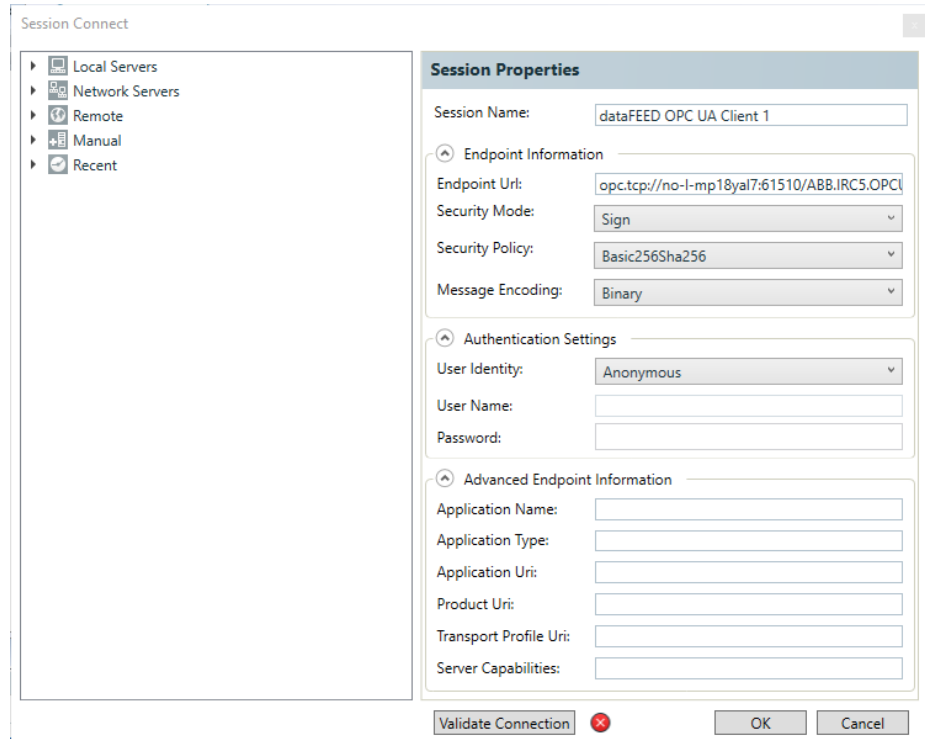 Session Connect
Local Servers
Network Servers
Remote
Manual
Recent
Session Properties
Session Name: dataFEED OPC UA Client 1
Endpoint Information
Endpoint Url: opc.tcp://no-l-mp18yal7:61510/ABB.IRC5.OPCU
Security Mode: Sign
Security Policy: Basic256Sha256
Message Encoding: Binary
Authentication Settings
User Identity: Anonymous
User Name:
Password:
Advanced Endpoint Information
Application Name:
Application Type:
Application Uri:
Product Uri:
Transport Profile Uri:
Server Capabilities:
Validate Connection OK Cancel